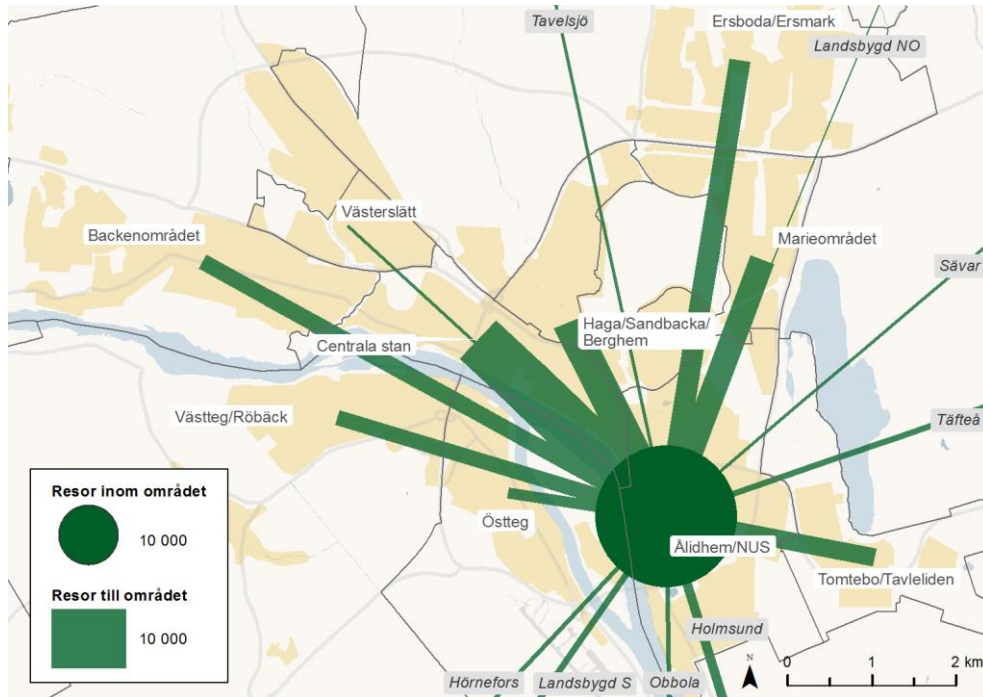 Tavelsjö
Ersboda/Ersmark
Landsbygd NO
Västerslätt
Backenområdet
Marieområdet
Sävar
Haga/Sandbacka/
Berghem
Centrala stan
Västteg/Röbäck
Täfteå
Resor inom området
10 000
Östteg
Ålidhem/NUS
Tomtebo/Tavleliden
Resor till området
10 000
Holmsund
Hörnefors
Landsbygd S
Obbola
N
0
1
2 km